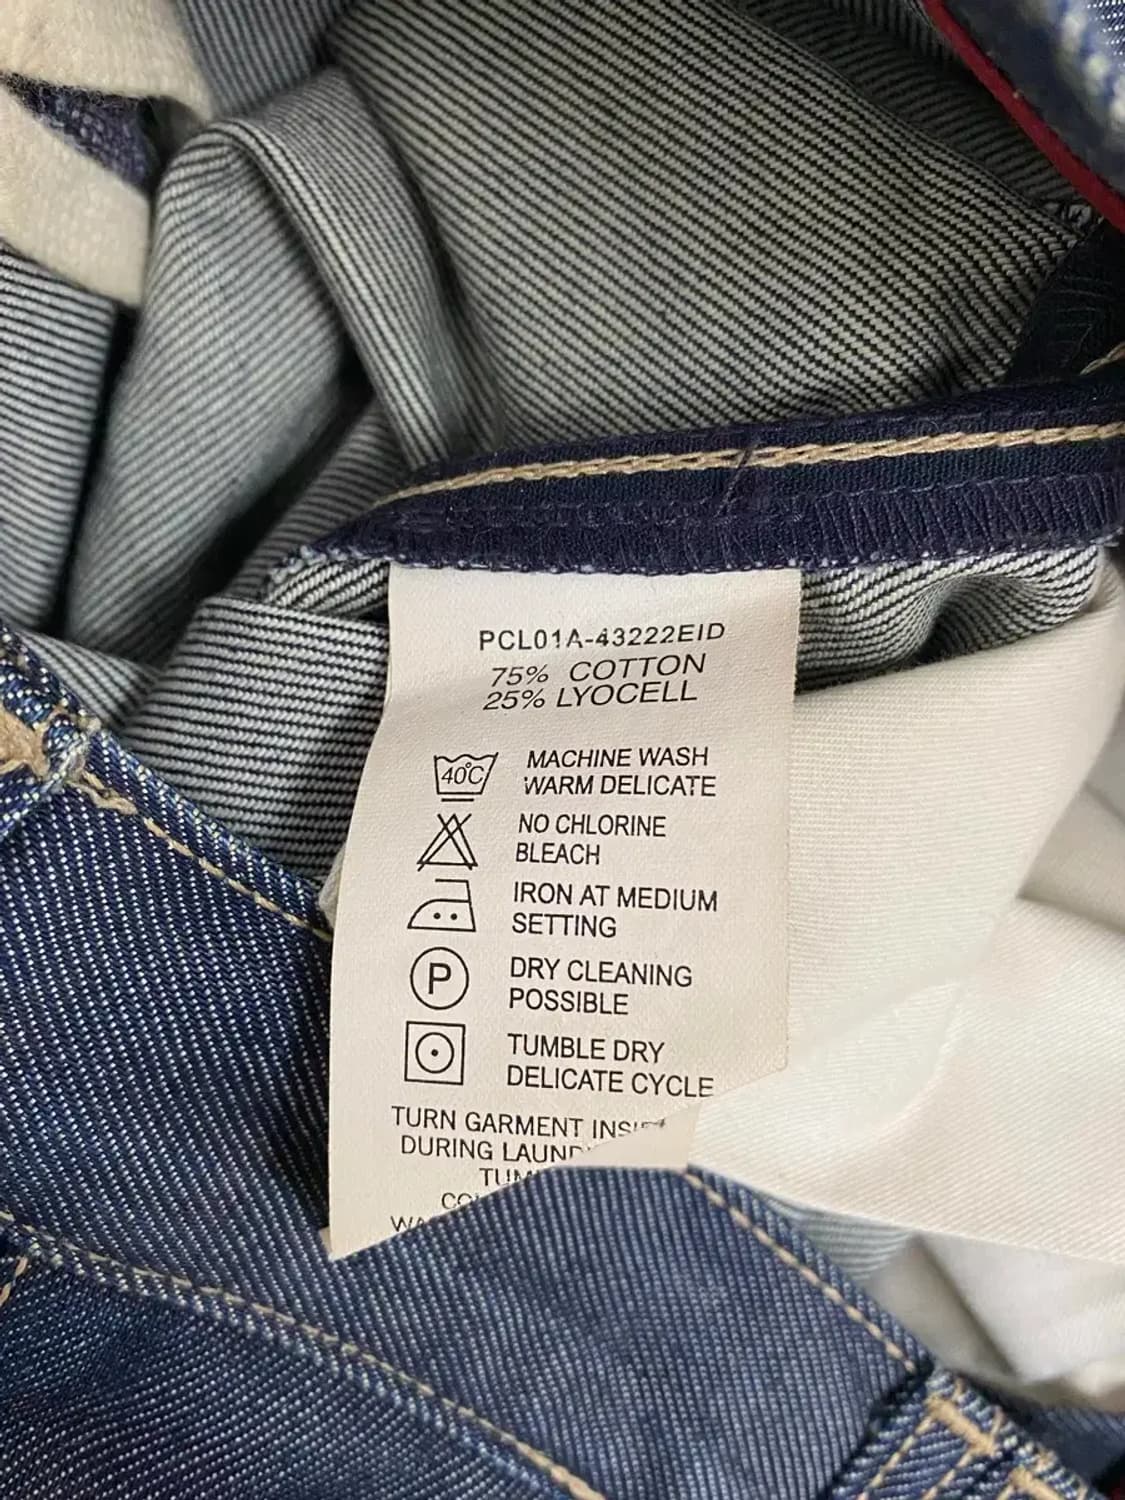 PCL01A-43222EID
75% COTTON
25% LYOCELL
40°C
MACHINE WASH
WARM DELICATE
NO CHLORINE
BLEACH
IRON AT MEDIUM
SETTING
P
DRY CLEANING
POSSIBLE
TUMBLE DRY
DELICATE CYCLE
TURN GARMENT
DURING